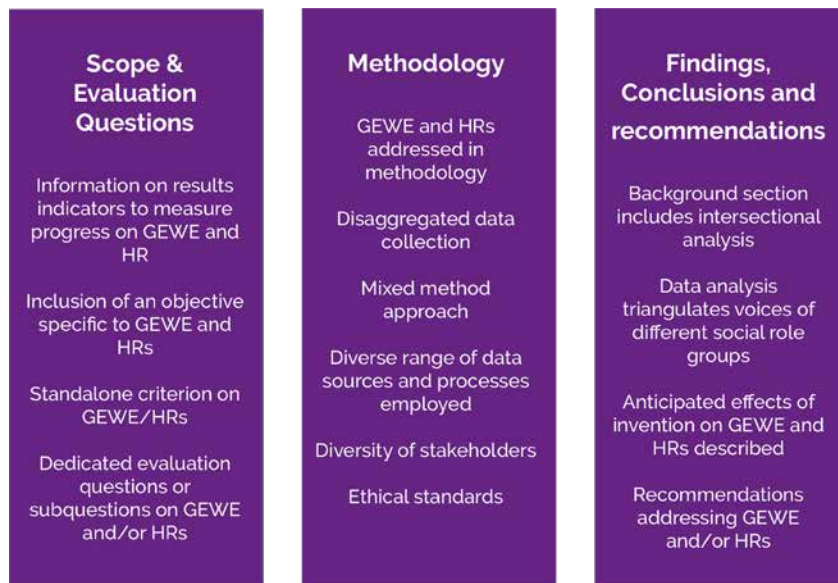 Scope &
Evaluation
Questions
Information on results
indicators to measure
progress on GEWE and
HR
Inclusion of an objective
specific to GEWE and
HRs
Standalone criterion on
GEWE/HRs
Dedicated evaluation
questions or
subquestions on GEWE
and/or HRs
Methodology
GEWE and HRs
addressed in
methodology
Disaggregated data
collection
Mixed method
approach
Diverse range of data
sources and processes
employed
Diversity of stakeholders
Ethical standards
Findings,
Conclusions and
recommendations
Background section
includes intersectional
analysis
Data analysis
triangulates voices of
different social role
groups
Anticipated effects of
invention on GEWE and
HRs described
Recommendations
addressing GEWE
and/or HRs